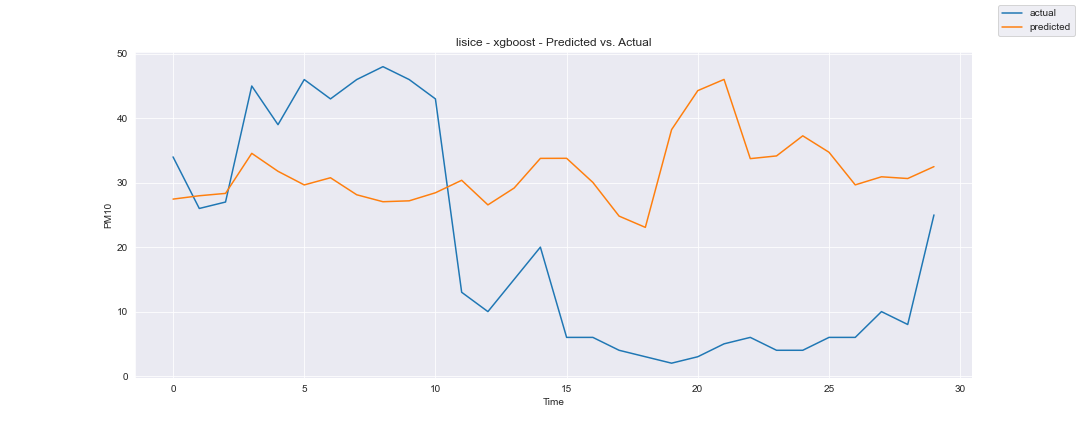 actual
predicted
lisice - xgboost - Predicted vs. Actual
50
40
30
20
10
0
PM10
0 5 10 15 20 25 30
Time